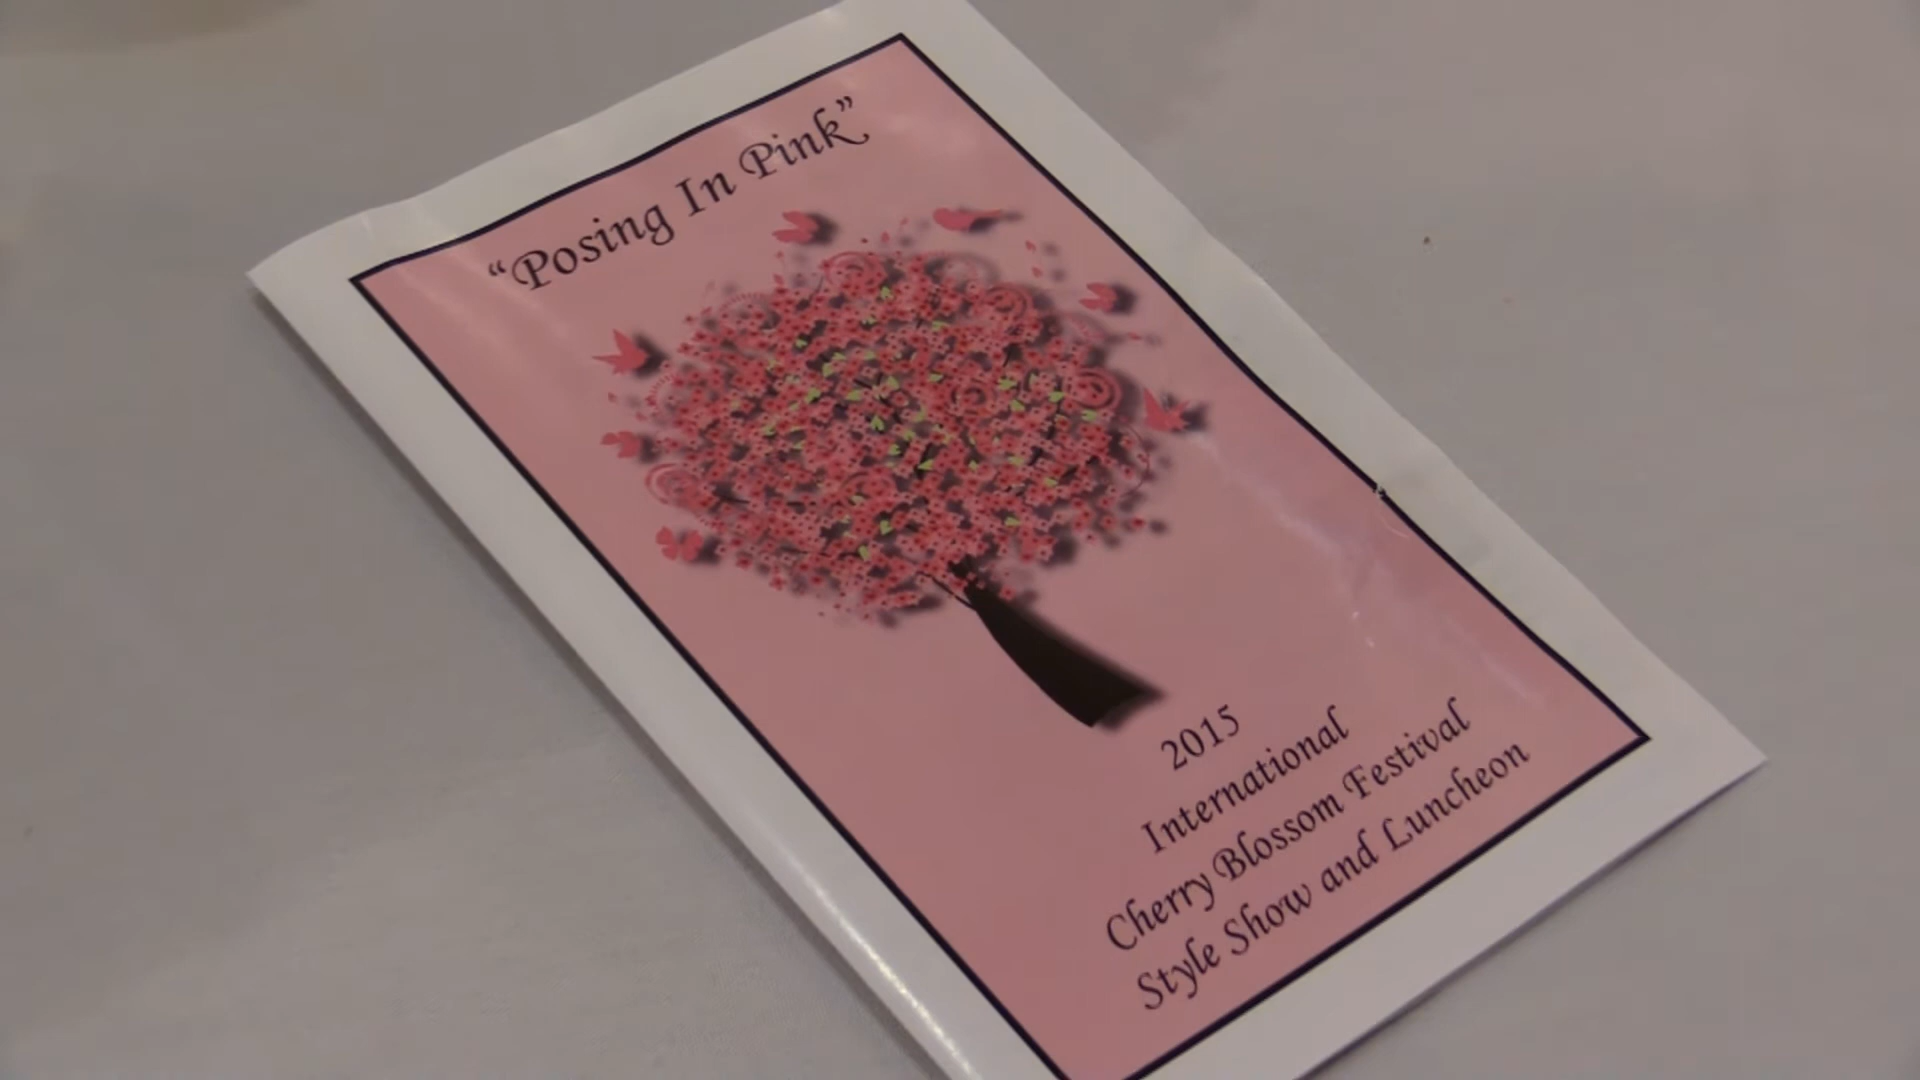 “Posing In Pink”
2015
International
Cherry Blossom Festival
Style Show and Luncheon